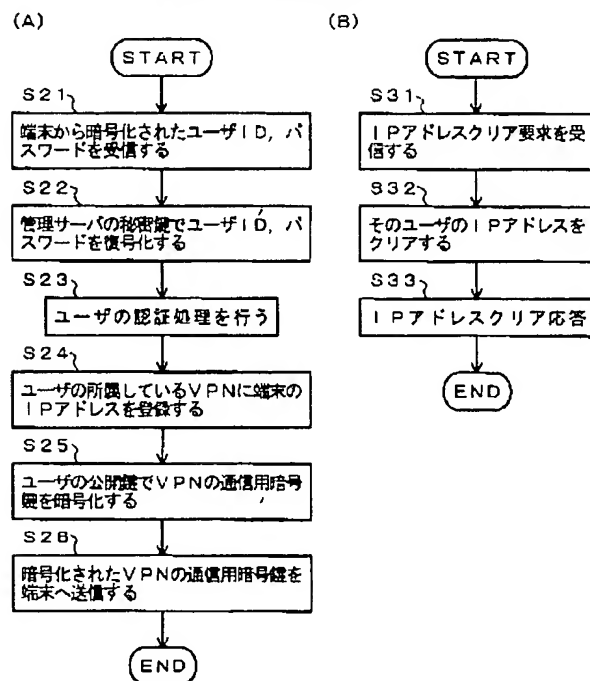 (A)
START
S21
端末から暗号化されたユーザID,パ
スワードを受信する
S22
管理サーバの秘密鍵でユーザID,パ
スワードを復号化する
S23
ユーザの認証処理を行う
S24
ユーザの所属しているVPNに端末の
IPアドレスを登録する
S25
ユーザの公開鍵でVPNの通信用暗号
鍵を暗号化する
S26
暗号化されたVPNの通信用暗号鍵を
端末へ送信する
END
(B)
START
S31
IPアドレスクリア要求を受
信する
S32
そのユーザのIPアドレスを
クリアする
S33
IPアドレスクリア応答
END